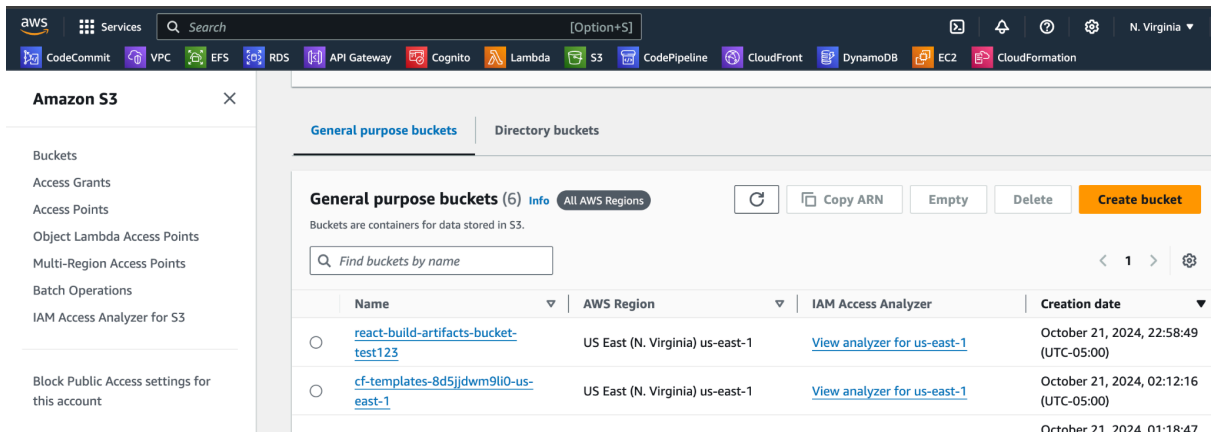 aws
Services
Search
[Option+S]
N. Virginia
CodeCommit
VPC
EFS
RDS
API Gateway
Cognito
Lambda
S3
CodePipeline
CloudFront
DynamoDB
EC2
CloudFormation
Amazon S3
Buckets
Access Grants
Access Points
Object Lambda Access Points
Multi-Region Access Points
Batch Operations
IAM Access Analyzer for S3
Block Public Access settings for
this account
General purpose buckets
Directory buckets
General purpose buckets (6) Info All AWS Regions
Copy ARN
Empty
Delete
Create bucket
Buckets are containers for data stored in S3.
Find buckets by name
1
Name
AWS Region
IAM Access Analyzer
Creation date
react-build-artifacts-bucket-
test123
US East (N. Virginia) us-east-1
View analyzer for us-east-1
October 21, 2024, 22:58:49
(UTC-05:00)
cf-templates-8d5jjdwm9li0-us-
east-1
US East (N. Virginia) us-east-1
View analyzer for us-east-1
October 21, 2024, 02:12:16
(UTC-05:00)
October 21, 2024, 01:18:47